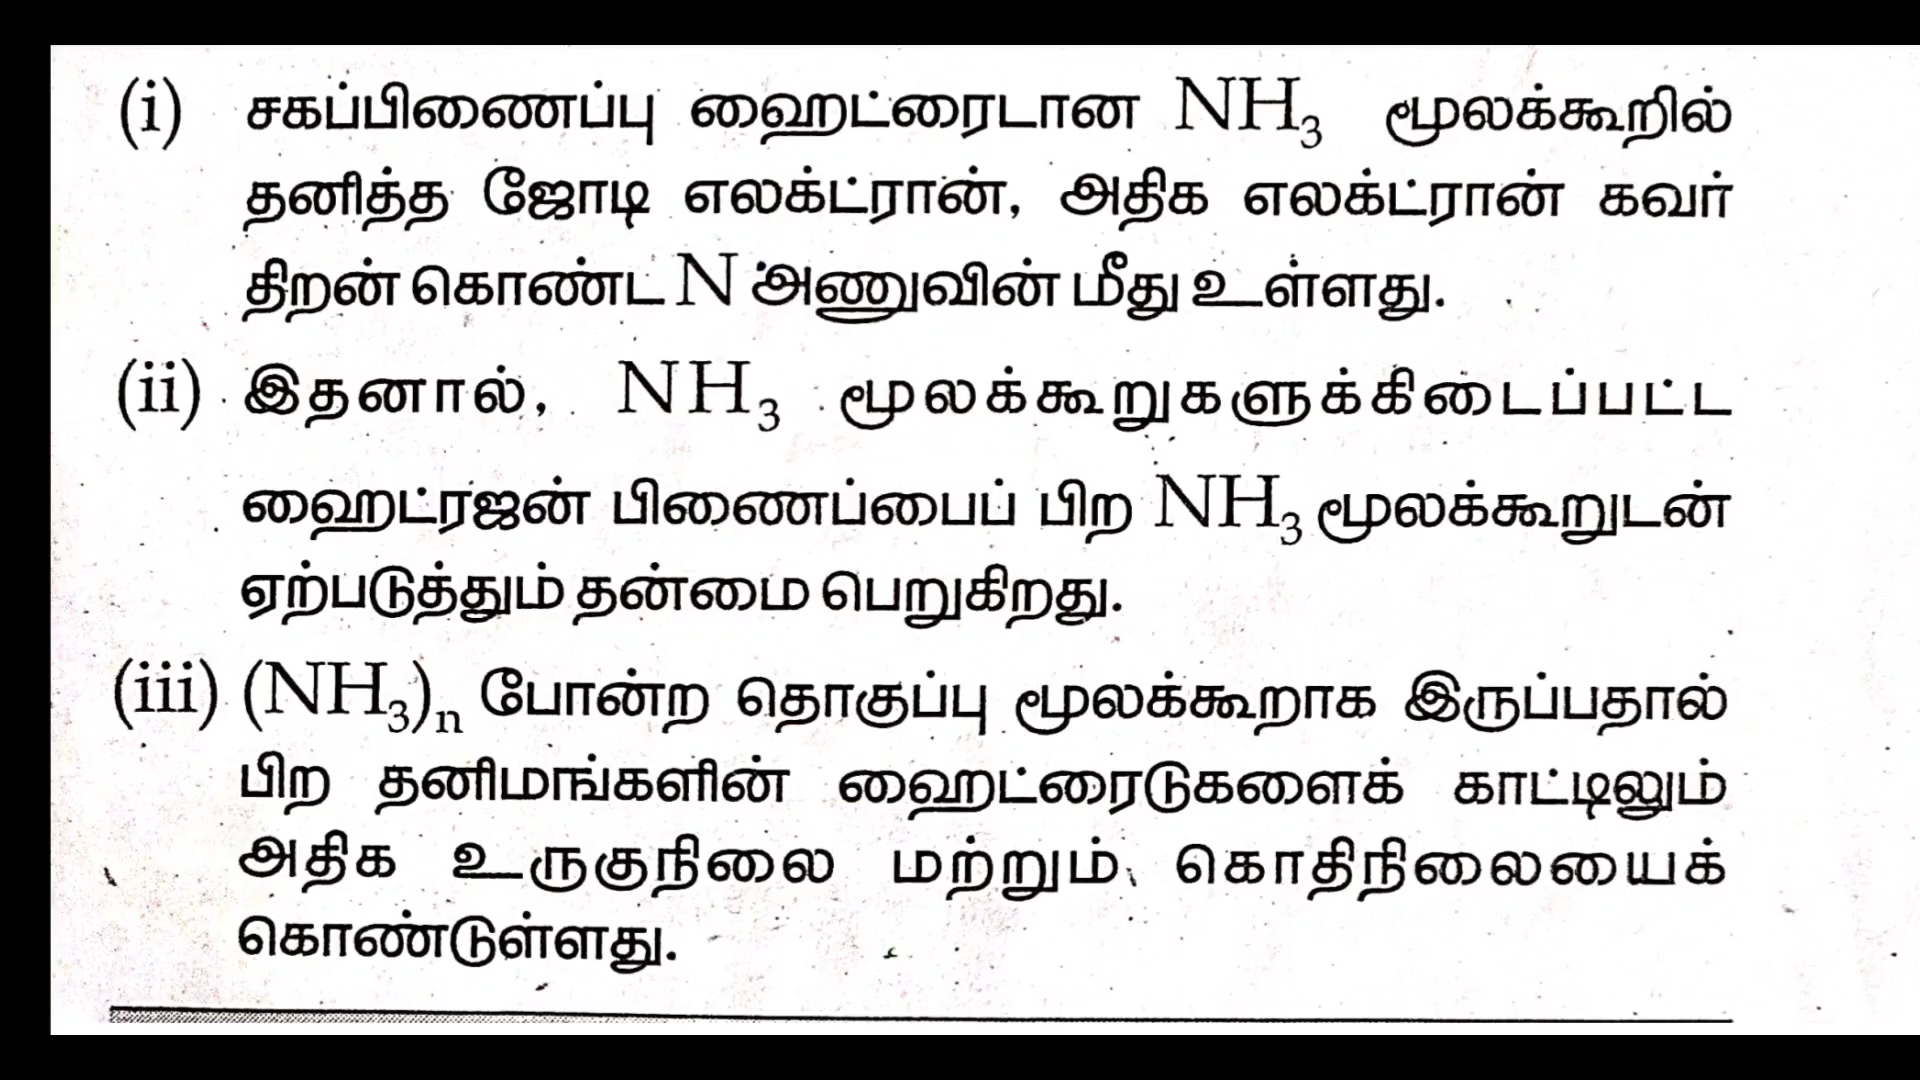 (i) சகப்பிணைப்பு ஹைட்ரைடான NH₃ மூலக்கூறில்
தனித்த ஜோடி எலக்ட்ரான், அதிக எலக்ட்ரான் கவர்
திறன் கொண்ட N அணுவின் மீது உள்ளது.
(ii) இதனால், NH₃ மூலக்கூறுகளுக்கிடைப்பட்ட
ஹைட்ரஜன் பிணைப்பைப் பிற NH₃ மூலக்கூறுடன்
ஏற்படுத்தும் தன்மை பெறுகிறது.
(iii) (NH₃)ₙ போன்ற தொகுப்பு மூலக்கூறாக இருப்பதால்
பிற தனிமங்களின் ஹைட்ரைடுகளைக் காட்டிலும்
அதிக உருகுநிலை மற்றும் கொதிநிலையைக்
கொண்டுள்ளது.